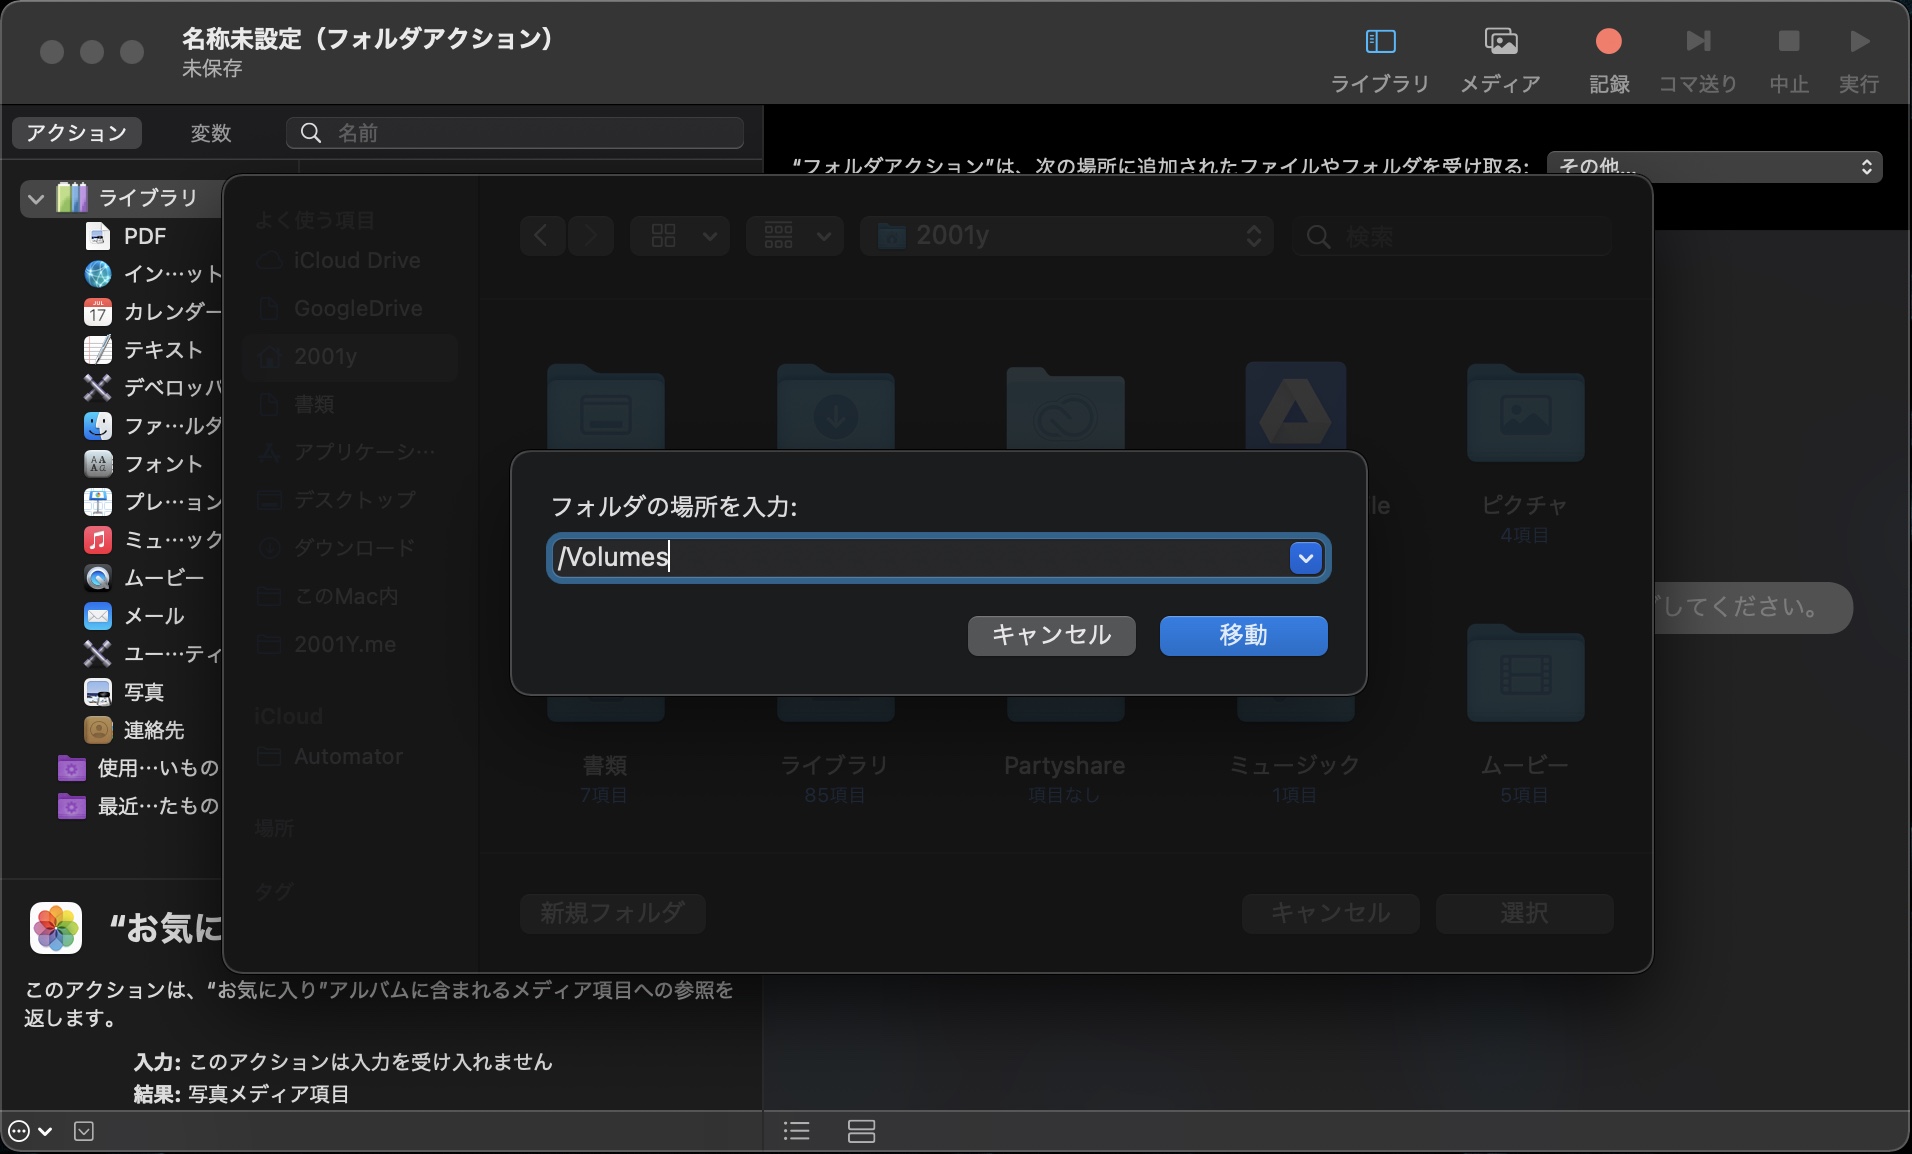 名称未設定（フォルダアクション）
未保存
ライブラリ
メディア
記録
コマ送り
中止
実行
アクション
変数
名前
“フォルダアクション”は、次の場所に追加されたファイルやフォルダを受け取る:
その他...
ライブラリ
PDF
イン…ット
カレンダー
テキスト
デベロッパ
ファ…ルダ
フォント
プレ…ョン
ミュ…ック
ムービー
メール
ユー…ティ
写真
連絡先
使用…いもの
最近…たもの
よく使う項目
iCloud Drive
GoogleDrive
2001y
書類
アプリケーシ…
デスクトップ
ダウンロード
このMac内
2001Y.me
iCloud
Automator
場所
タグ
2001y
検索
ピクチャ
4項目
フォルダの場所を入力:
/Volumes
キャンセル
移動
してください。
書類
7項目
ライブラリ
85項目
Partyshare
項目なし
ミュージック
1項目
ムービー
5項目
新規フォルダ
キャンセル
選択
“お気に
このアクションは、“お気に入り”アルバムに含まれるメディア項目への参照を
返します。
入力: このアクションは入力を受け入れません
結果: 写真メディア項目